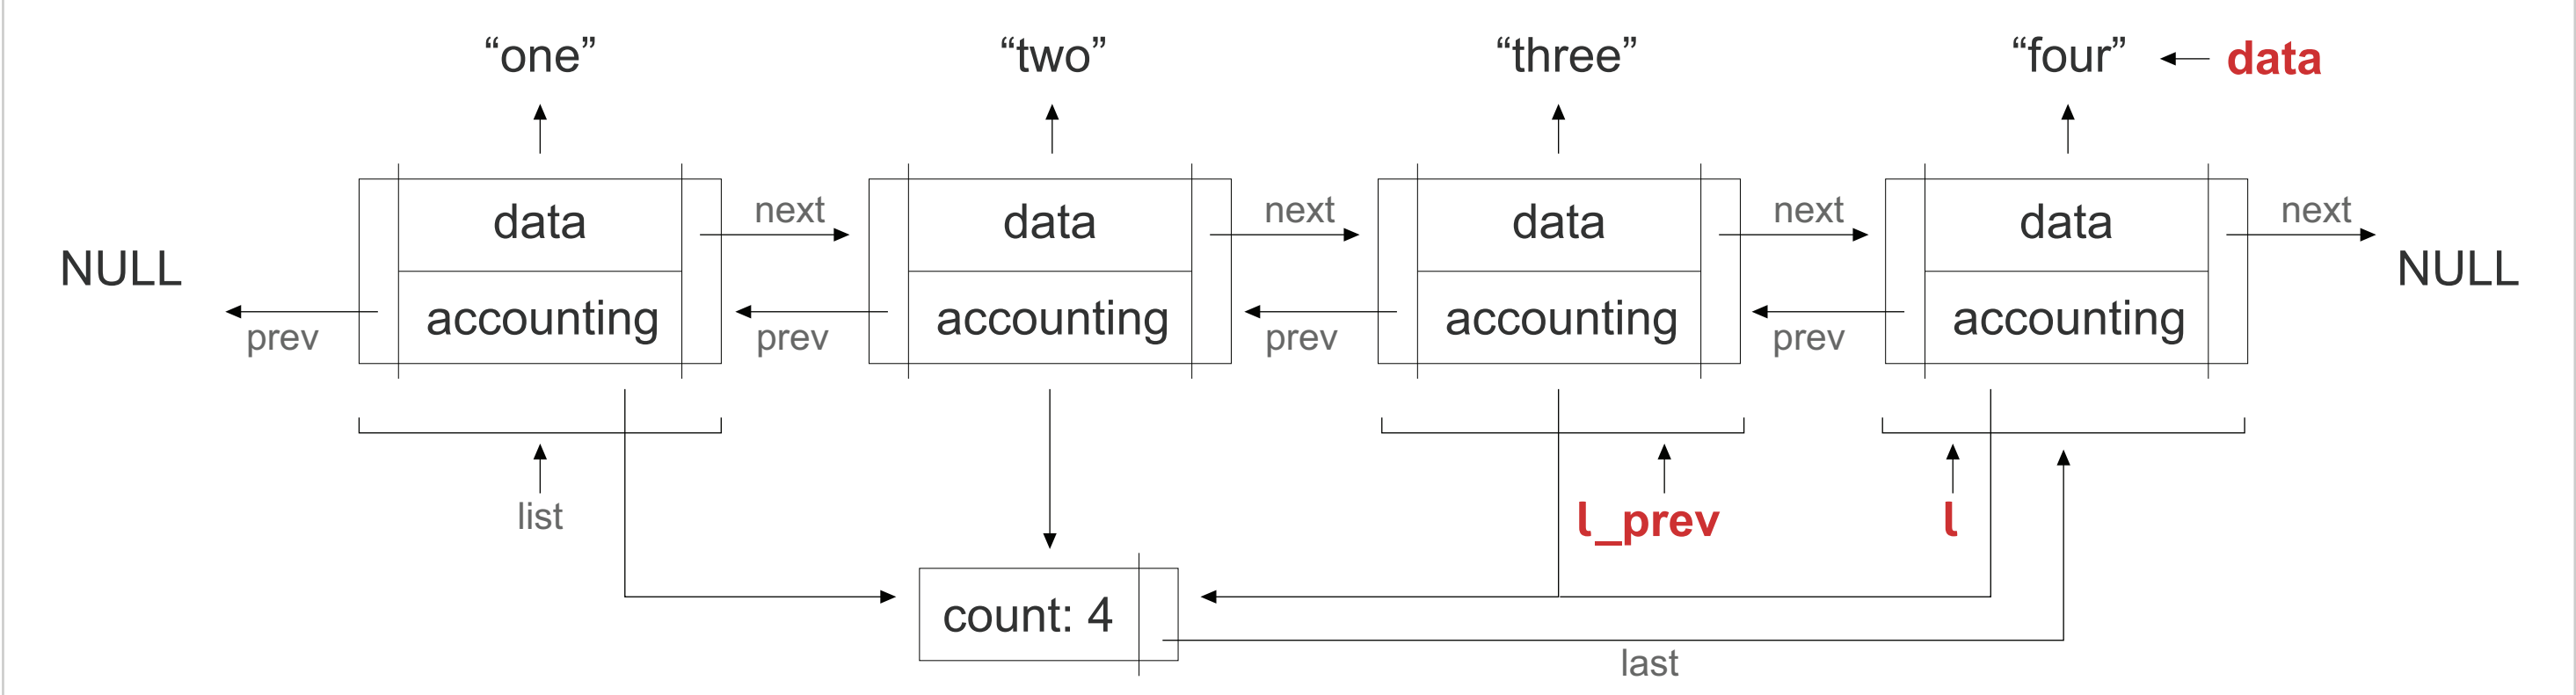 “one” “two” “three” “four” data
data next data next data next data next
NULL NULL
accounting accounting accounting accounting
prev prev prev prev
list l_prev l
count: 4
last